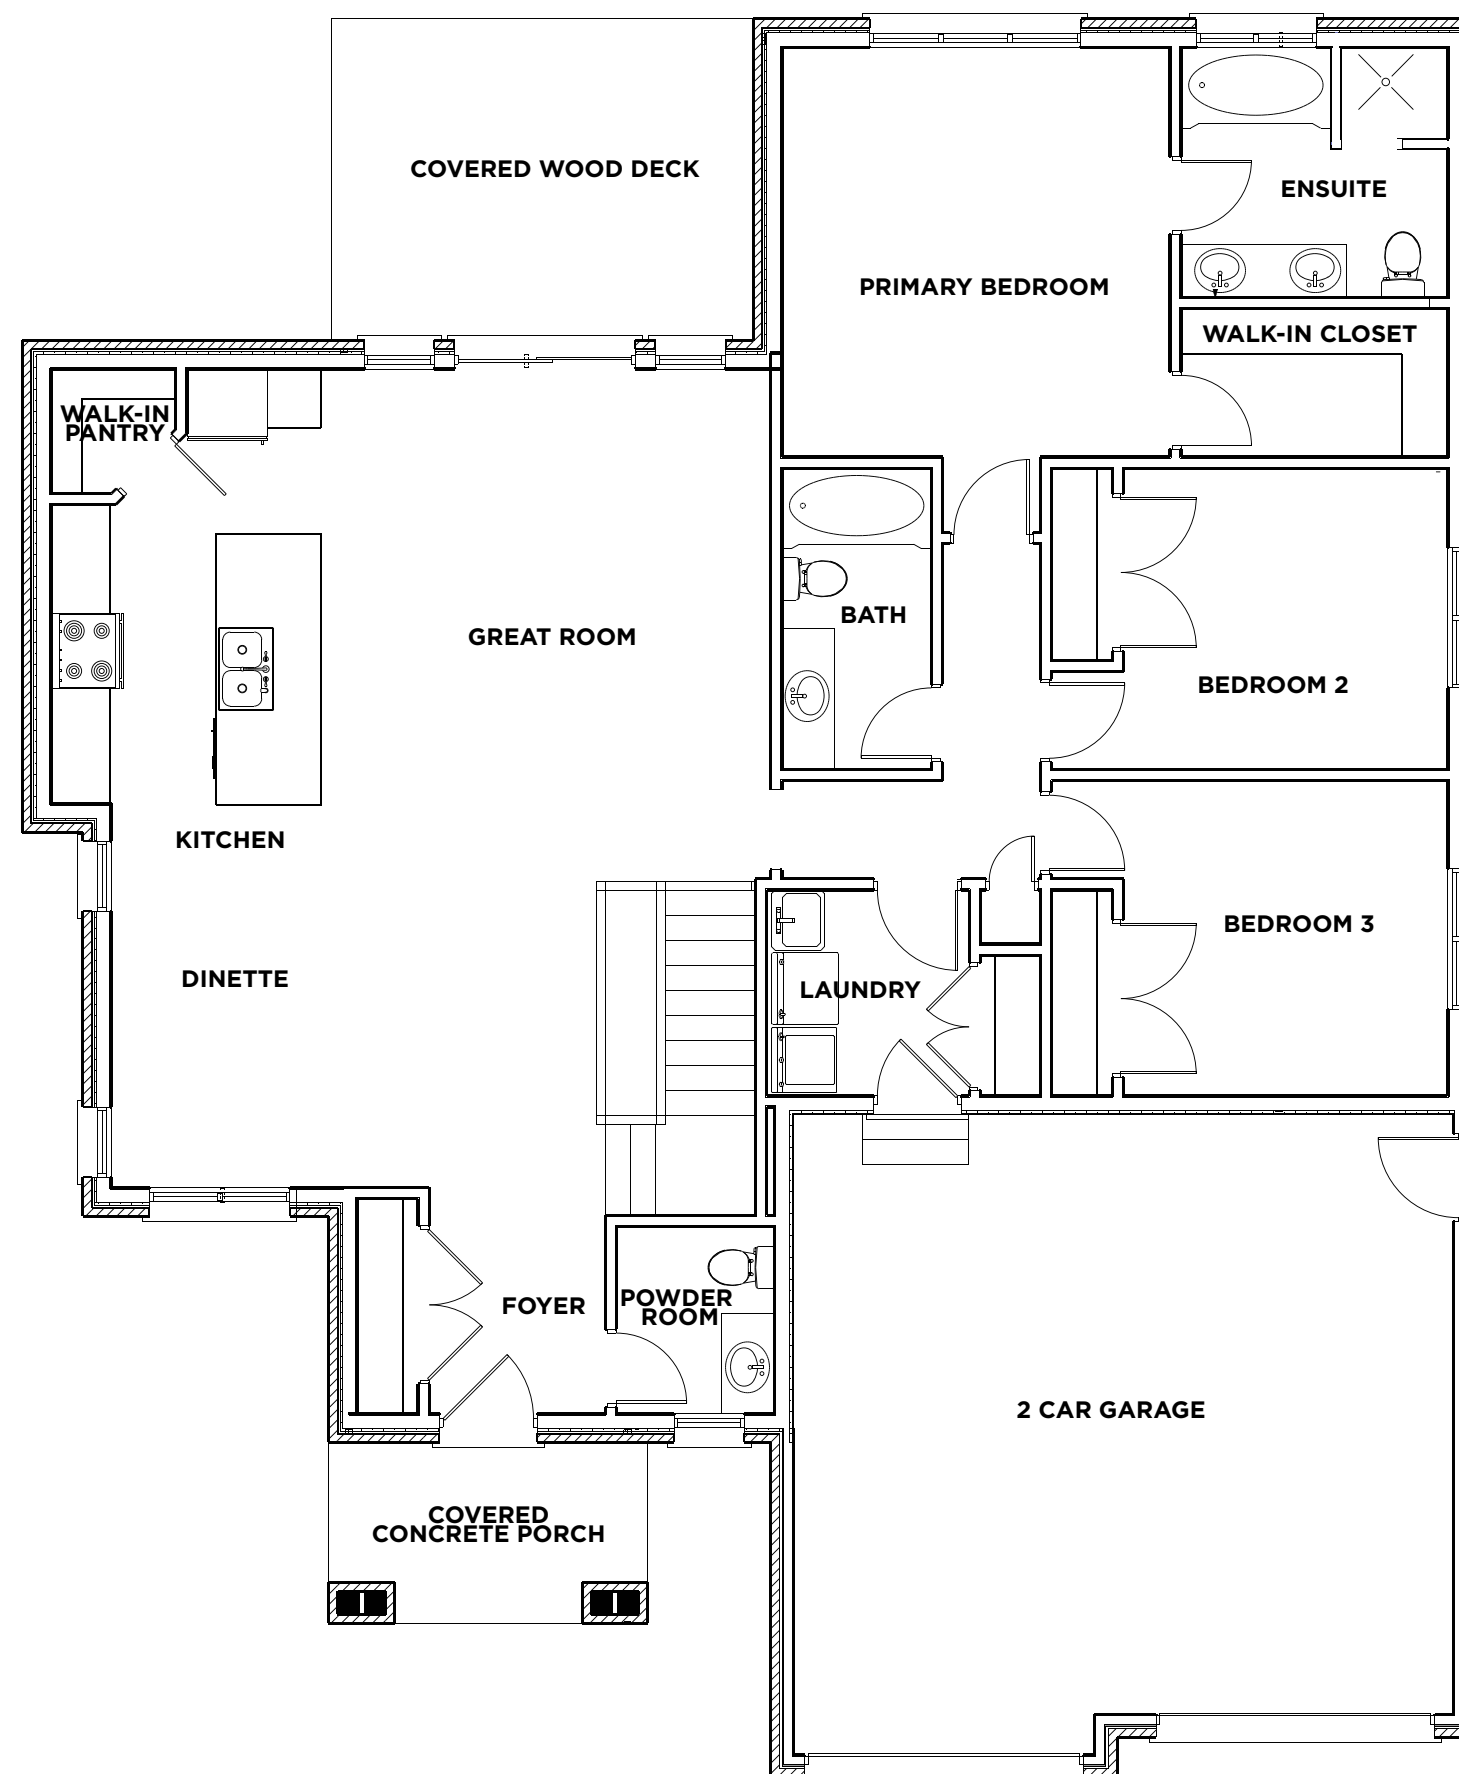 COVERED WOOD DECK
ENSUITE
PRIMARY BEDROOM
WALK-IN CLOSET
WALK-IN
PANTRY
BATH
GREAT ROOM
BEDROOM 2
KITCHEN
BEDROOM 3
DINETTE
LAUNDRY
FOYER
POWDER
ROOM
2 CAR GARAGE
COVERED
CONCRETE PORCH